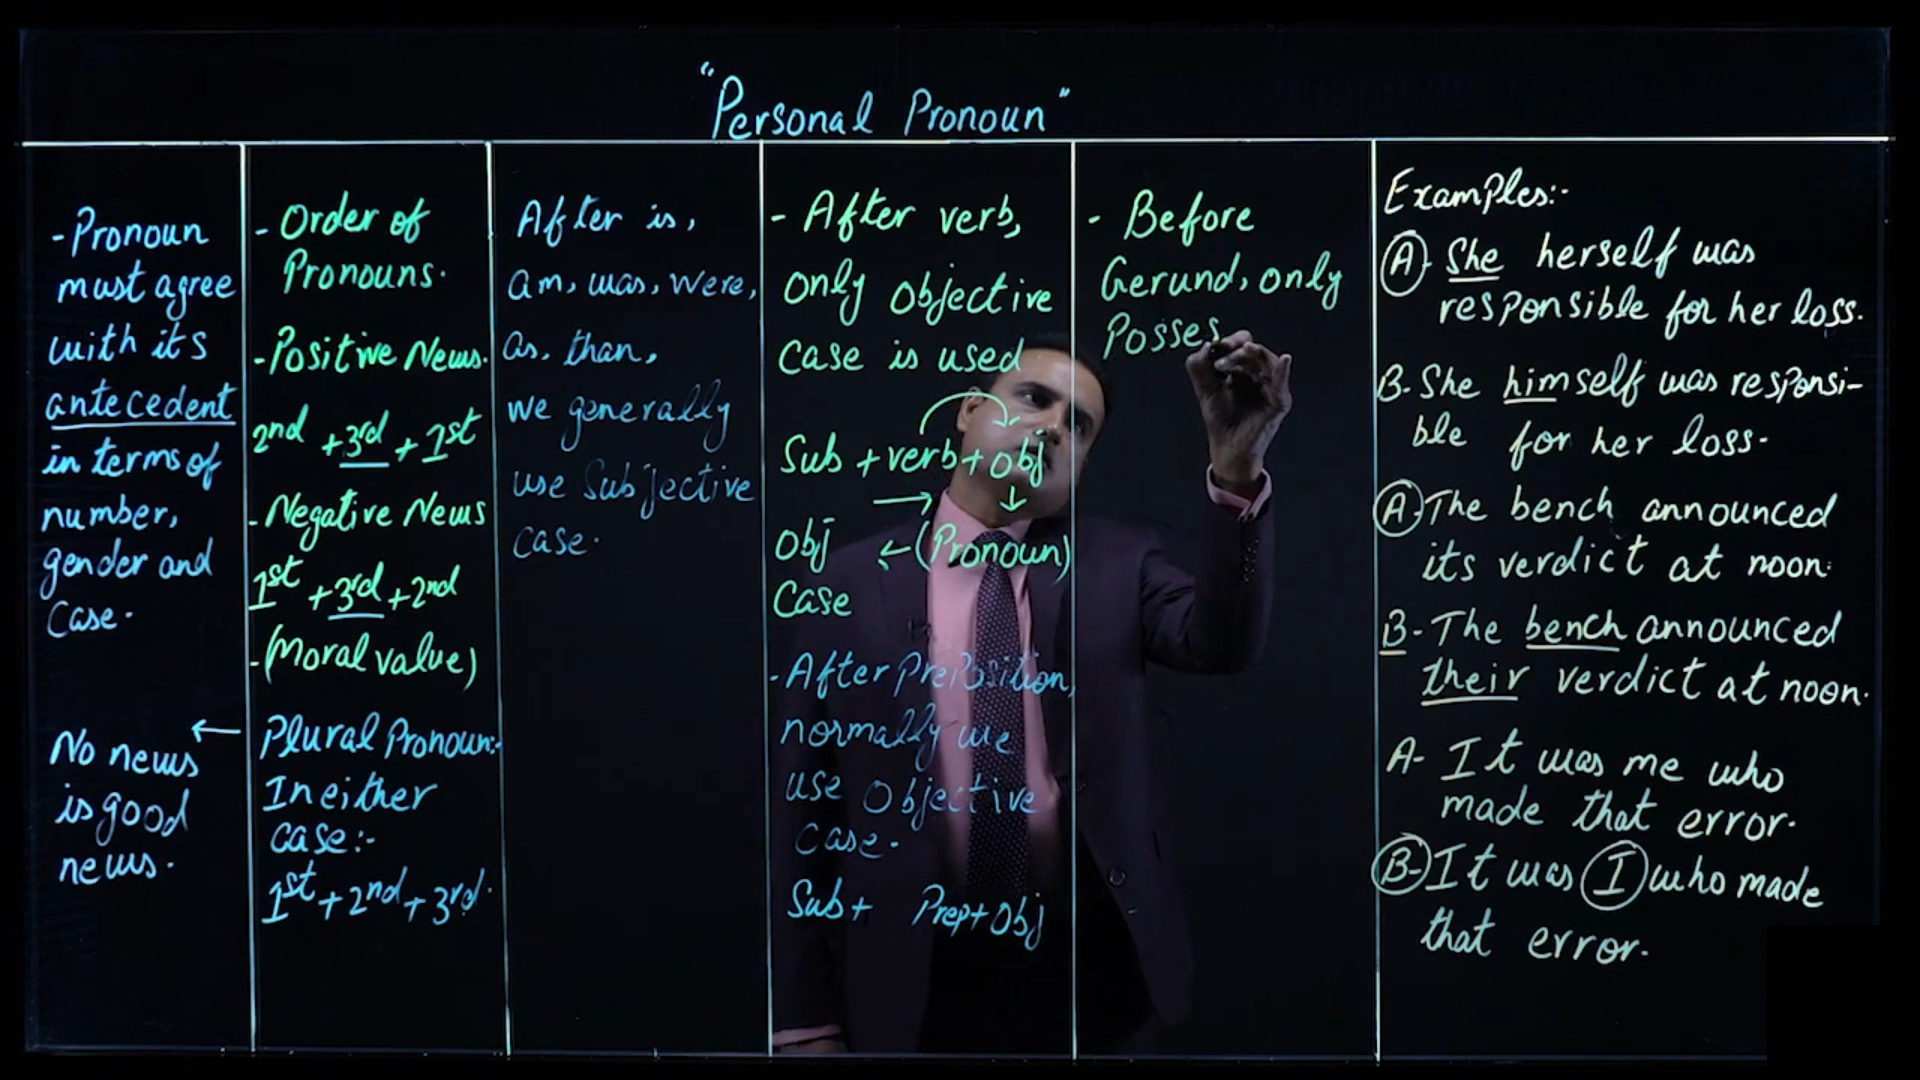 "Personal Pronoun"
- Pronoun
must agree
with its
antecedent
in terms of
number,
gender and
Case.
No news
is good
news.
- Order of
Pronouns.
- Positive News.
2nd + 3rd + 1st
- Negative News
1st + 3rd + 2nd
- (Moral value)
Plural Pronoun:-
In either
case:-
1st + 2nd + 3rd.
After is,
am, was, were,
as, than,
we generally
use Subjective
case.
- After verb,
only objective
case is used
Sub + verb + obj
obj ← (Pronoun)
Case
- After Preposition,
normally we
use objective
case.
Sub + Prep + obj
- Before
Gerund, only
Posses
Examples:-
A- She herself was
responsible for her loss.
B- She himself was responsi-
ble for her loss-
A- The bench announced
its verdict at noon.
B- The bench announced
their verdict at noon.
A- It was me who
made that error.
B- It was I who made
that error.